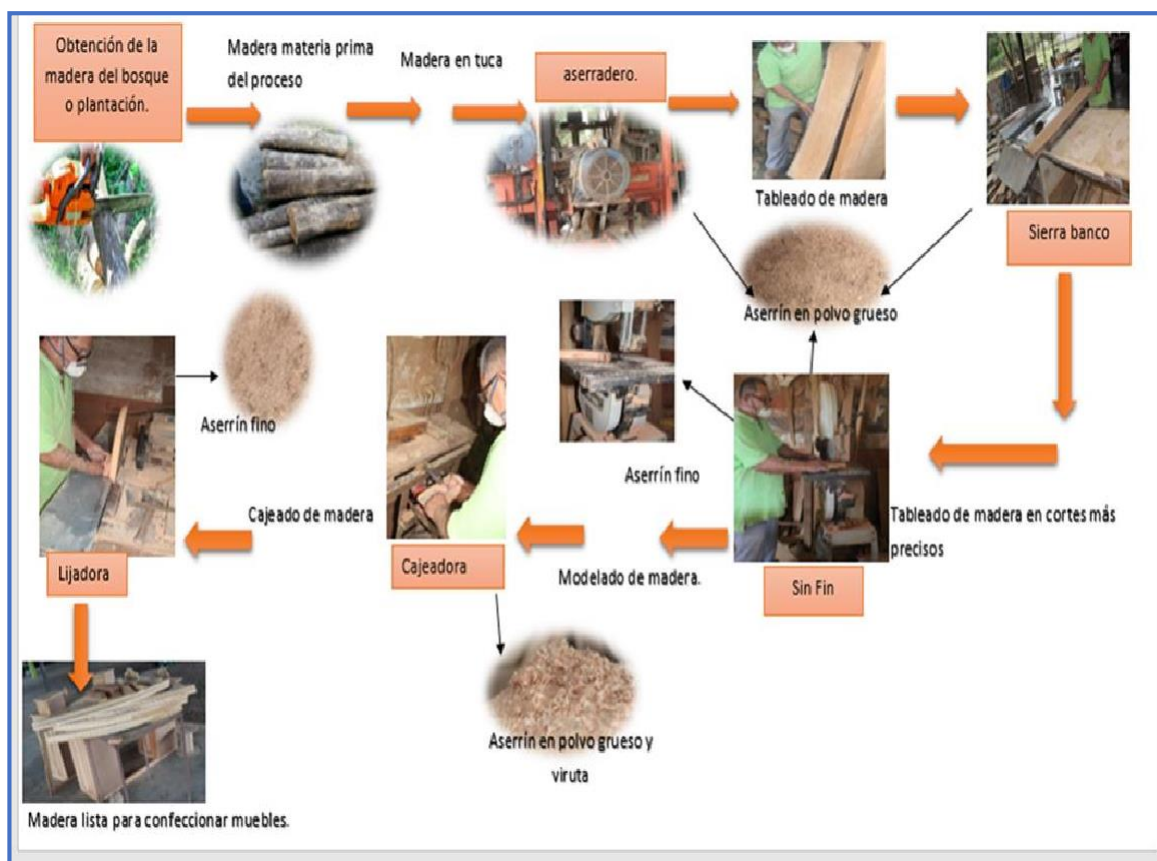 Obtención de la
madera del bosque
o plantación.
Madera materia prima
del proceso
Madera en tuca
aserradero.
Tableado de madera
Sierra banco
Aserrín en polvo grueso
Aserrín fino
Aserrín fino
Tableado de madera en cortes más
precisos
Sin Fin
Modelado de madera.
Cajeadora
Cajeado de madera
Lijadora
Aserrín en polvo grueso y
viruta
Madera lista para confeccionar muebles.